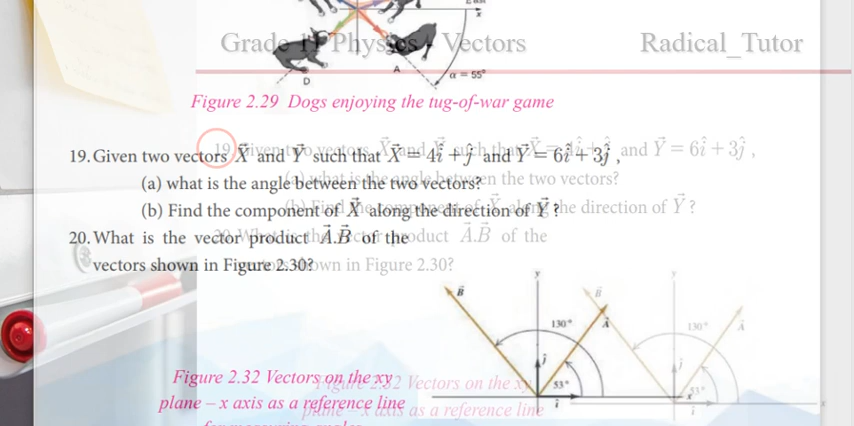 x
D
A
α = 55°
Grade 11 Physics / Vectors Radical_Tutor
Figure 2.29 Dogs enjoying the tug-of-war game
19. Given two vectors X⃗ and Y⃗ such that X⃗ = 4î + ĵ and Y⃗ = 6î + 3ĵ ,
(a) what is the angle between the two vectors?
(b) Find the component of X⃗ along the direction of Y⃗ ?
20. What is the vector product A⃗.B⃗ of the
vectors shown in Figure 2.30?
y
B⃗
130°
A⃗
ĵ
53°
î
x
Figure 2.32 Vectors on the xy
plane – x axis as a reference line